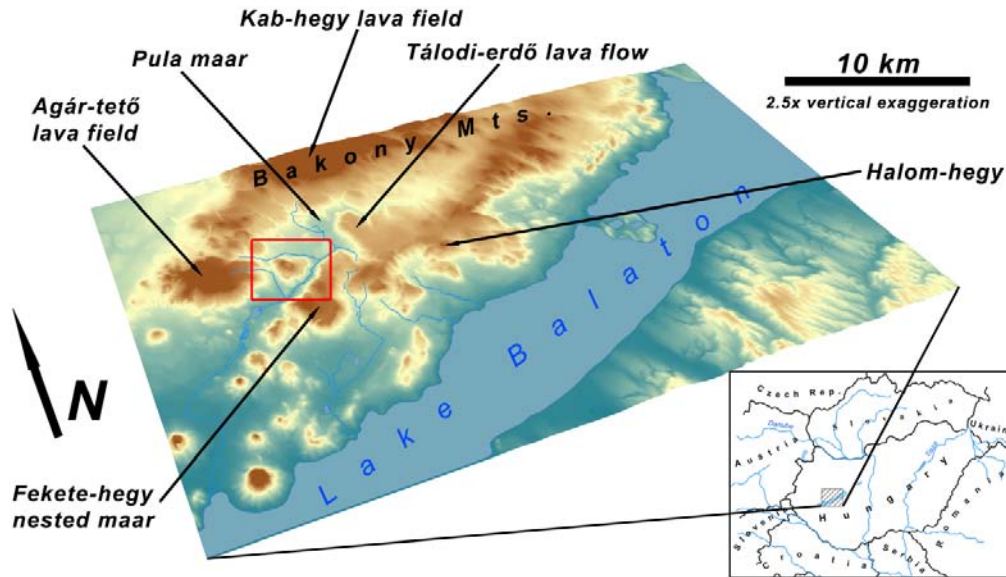 Kab-hegy lava field
Pula maar
Tálodi-erdő lava flow
10 km
2.5x vertical exaggeration
Agár-tető
lava field
Bakony Mts.
Halom-hegy
Lake Balaton
N
Fekete-hegy
nested maar
Czech Rep.
Slovakia
Ukrain
Danube
Austria
Hungary
Romania
Slovenia
Croatia
Serbia